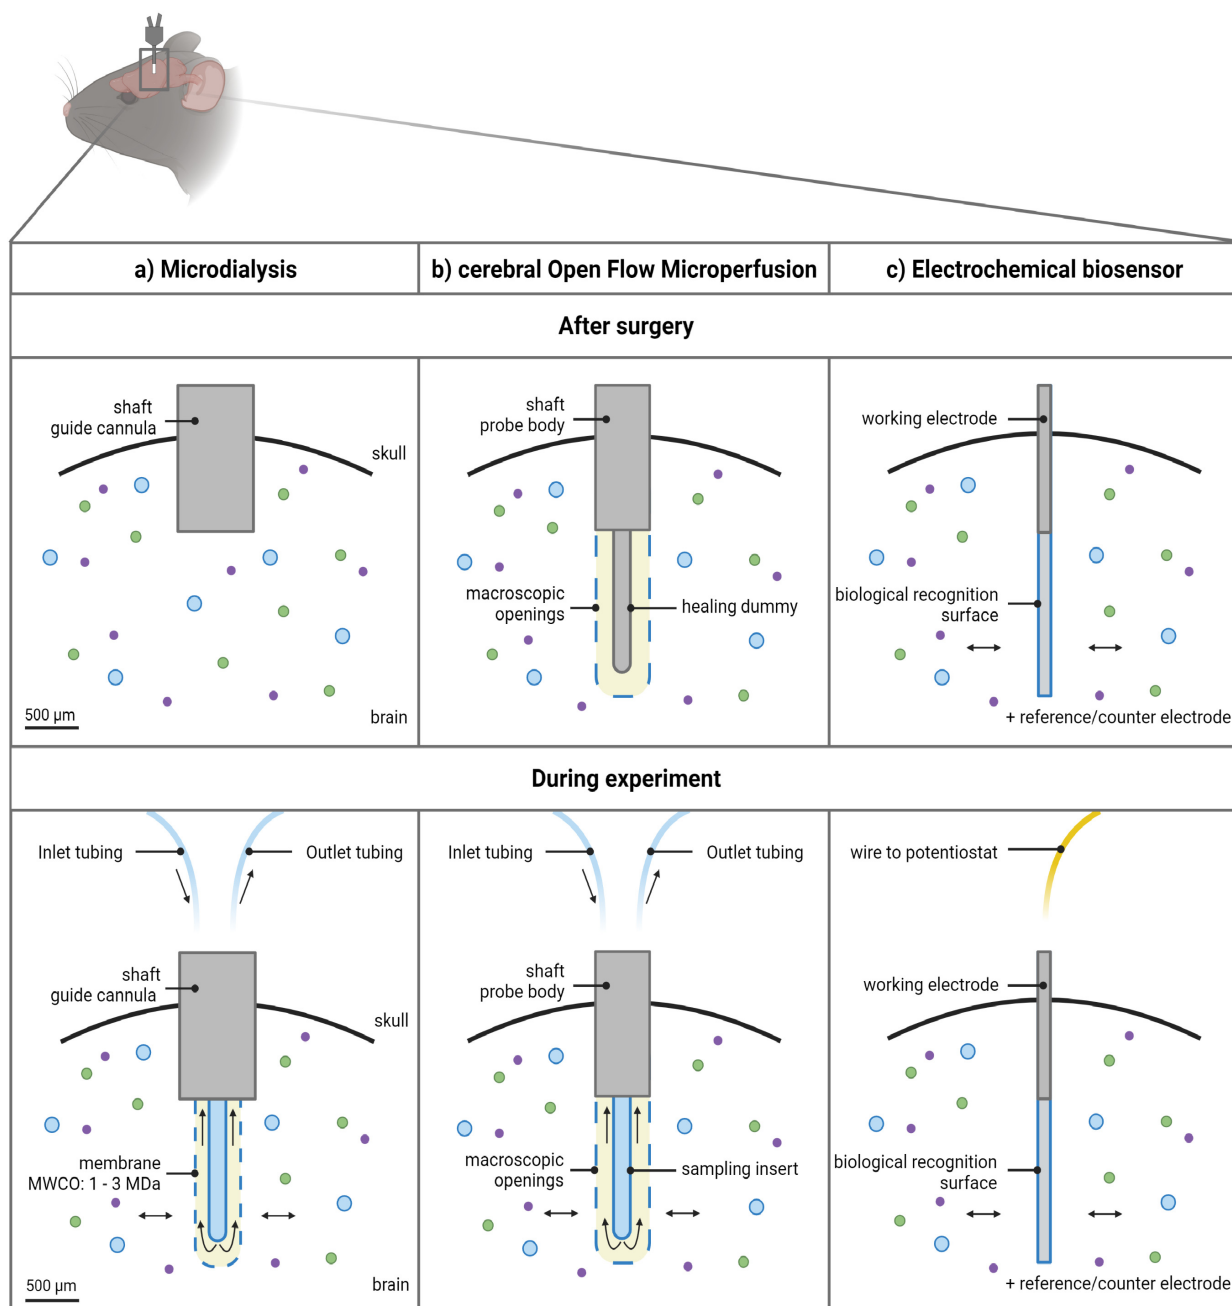 a) Microdialysis
b) cerebral Open Flow Microperfusion
c) Electrochemical biosensor
After surgery
shaft
guide cannula
skull
500 µm
brain
shaft
probe body
macroscopic
openings
healing dummy
working electrode
biological recognition
surface
+ reference/counter electrode
During experiment
Inlet tubing
Outlet tubing
shaft
guide cannula
skull
membrane
MWCO: 1 - 3 MDa
500 µm
brain
Inlet tubing
Outlet tubing
shaft
probe body
macroscopic
openings
sampling insert
wire to potentiostat
working electrode
biological recognition
surface
+ reference/counter electrode